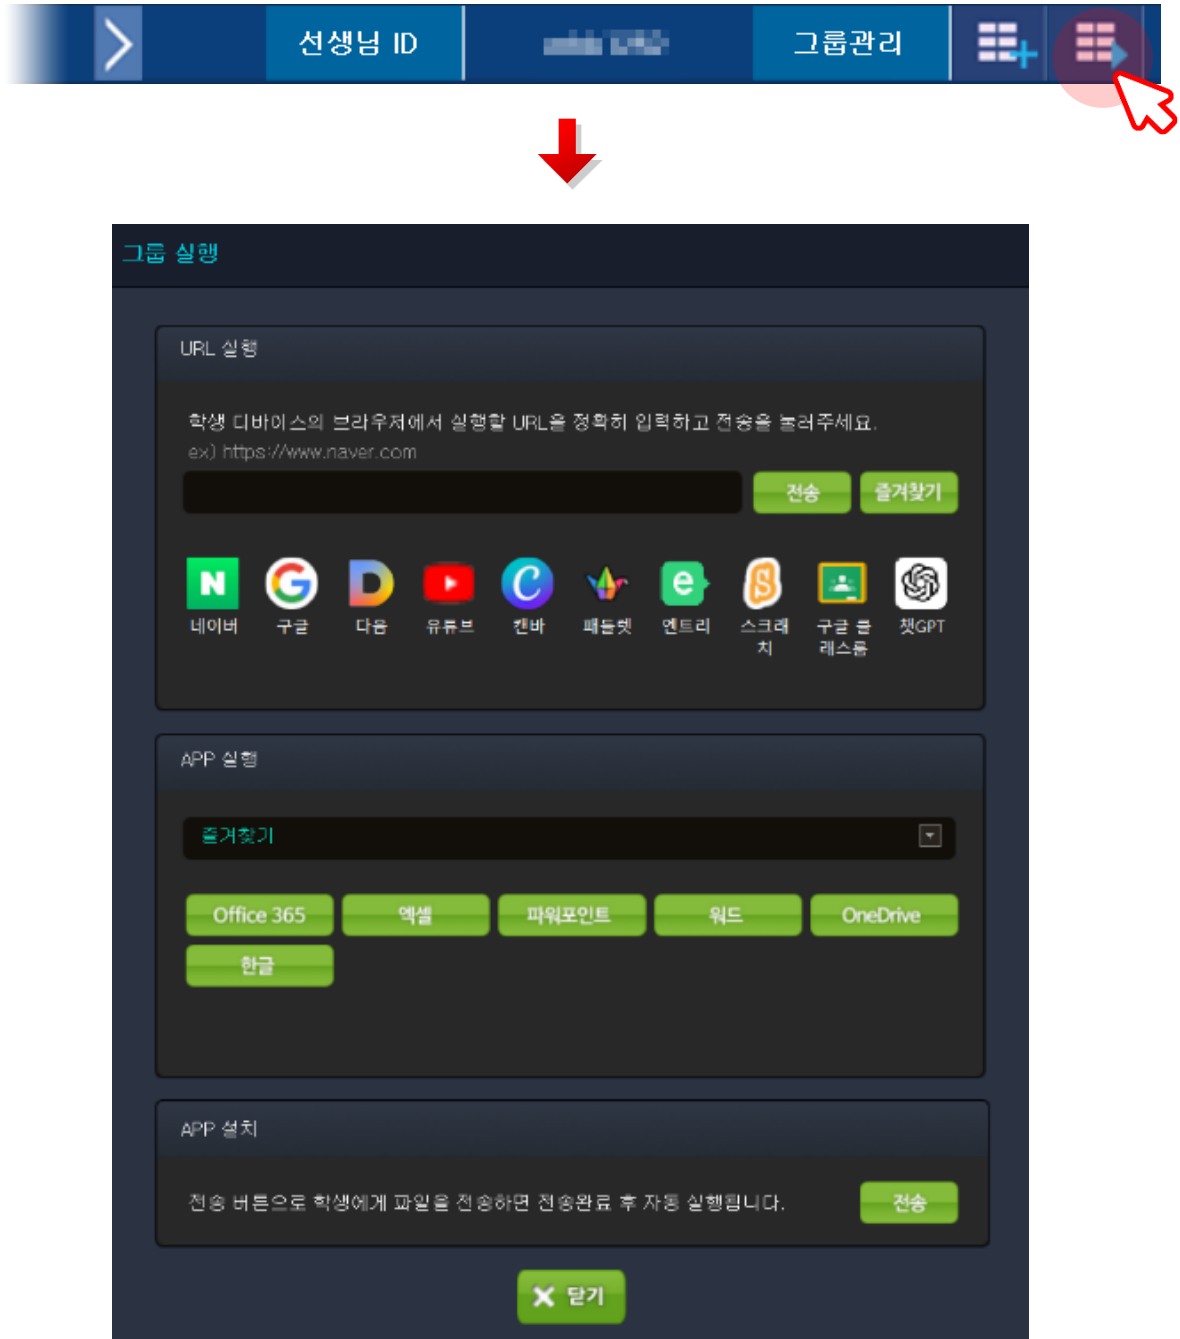 선생님 ID
그룹관리
그룹 실행
URL 실행
학생 디바이스의 브라우저에서 실행할 URL을 정확히 입력하고 전송을 눌러주세요.
ex) https://www.naver.com
전송 즐겨찾기
네이버 구글 다음 유튜브 캔바 패들렛 엔트리 스크래 구글 클 챗GPT
치 래스룸
APP 실행
즐겨찾기
Office 365 엑셀 파워포인트 워드 OneDrive
한글
APP 설치
전송 버튼으로 학생에게 파일을 전송하면 전송완료 후 자동 실행됩니다.
전송
닫기